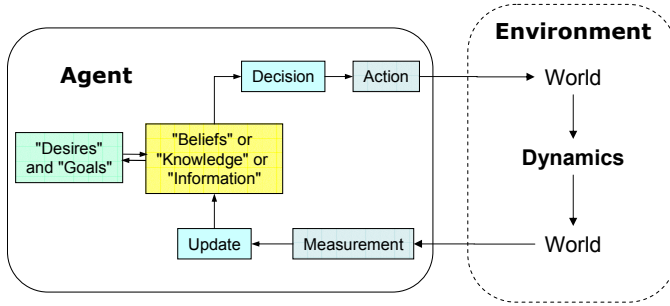 Environment
Agent
Decision
Action
World
"Desires"
and "Goals"
"Beliefs" or
"Knowledge" or
"Information"
Dynamics
Update
Measurement
World